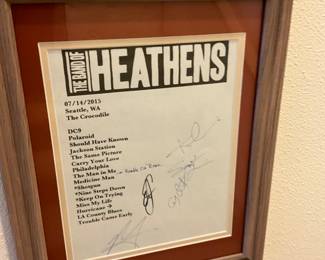 THE BAND OF
HEATHENS
07/14/2015
Seattle, WA
The Crocodile
DC9
Polaroid
Should Have Known
Jackson Station
The Same Picture
Carry Your Love
Philadelphia
The Man in Me
Medicine Man
*Shotgun
*Nine Steps Down
*Keep On Trying
Miss My Life
Hurricane →
LA County Blues
Trouble Came Early